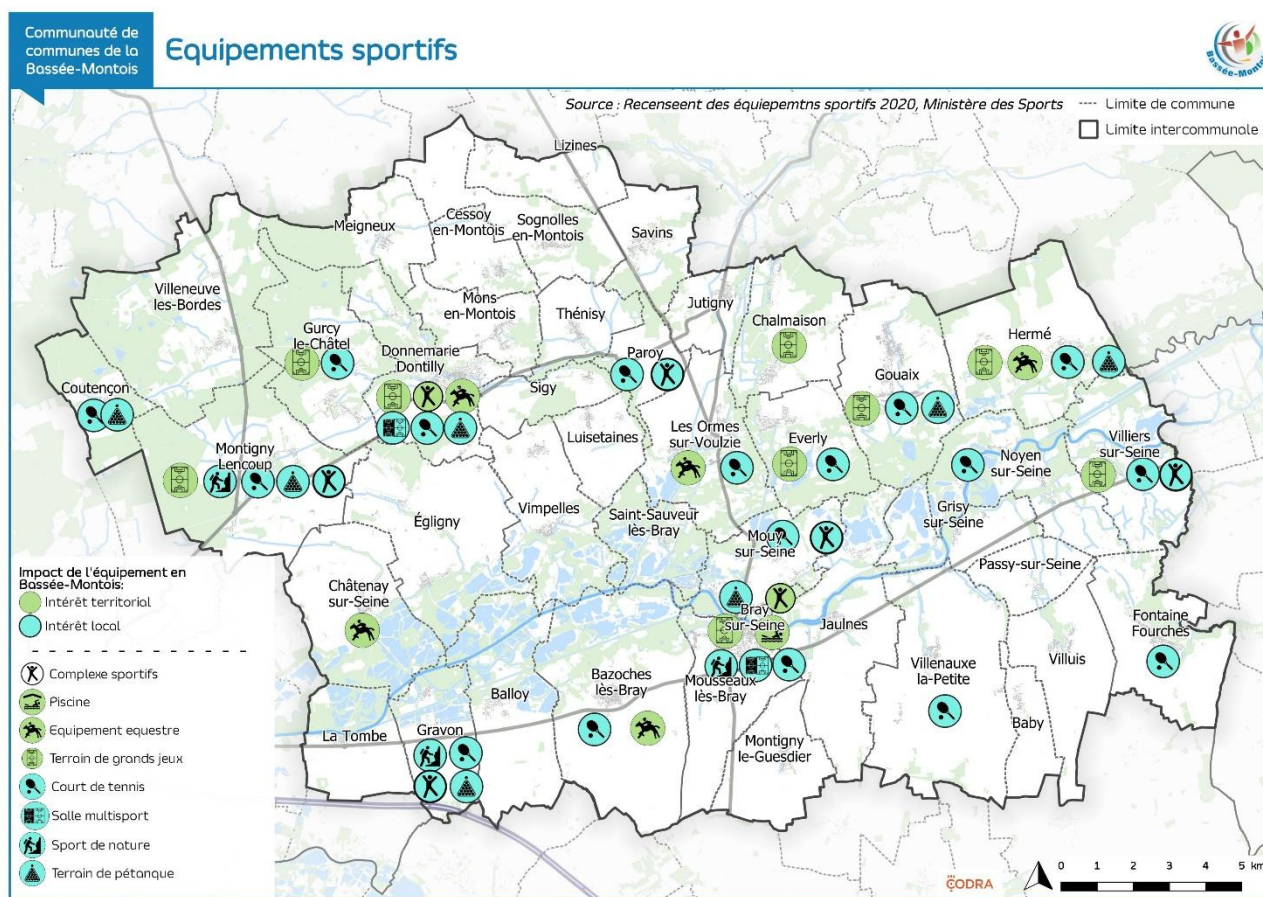 Communauté de
communes de la
Bassée-Montois
Equipements sportifs
Bassée-Montois
Source : Recenseent des équiepemtns sportifs 2020, Ministère des Sports
Limite de commune
Limite intercommunale
Lizines
Meigneux
Cessoy
en-Montois
Sognolles
en-Montois
Savins
Villeneuve
les-Bordes
Mons
en-Montois
Thénisy
Jutigny
Chalmaison
Gurcy
le-Châtel
Donnemarie
Dontilly
Paroy
Hermé
Coutençon
Sigy
Gouaix
Montigny
Lencoup
Luisetaines
Les Ormes
sur-Voulzie
Everly
Noyen
sur-Seine
Villiers
sur-Seine
Égligny
Vimpelles
Saint-Sauveur
lès-Bray
Mouy
sur-Seine
Grisy
sur-Seine
Passy-sur-Seine
Châtenay
sur-Seine
Bray
sur-Seine
Jaulnes
Fontaine
Fourches
Bazoches
lès-Bray
Mousseaux
lès-Bray
Villenauxe
la-Petite
Villuis
Balloy
Baby
La Tombe
Gravon
Montigny
le-Guesdier
Impact de l'équipement en
Bassée-Montois:
Intérêt territorial
Intérêt local
Complexe sportifs
Piscine
Equipement equestre
Terrain de grands jeux
Court de tennis
Salle multisport
Sport de nature
Terrain de pétanque
CODRA
0 1 2 3 4 5 km